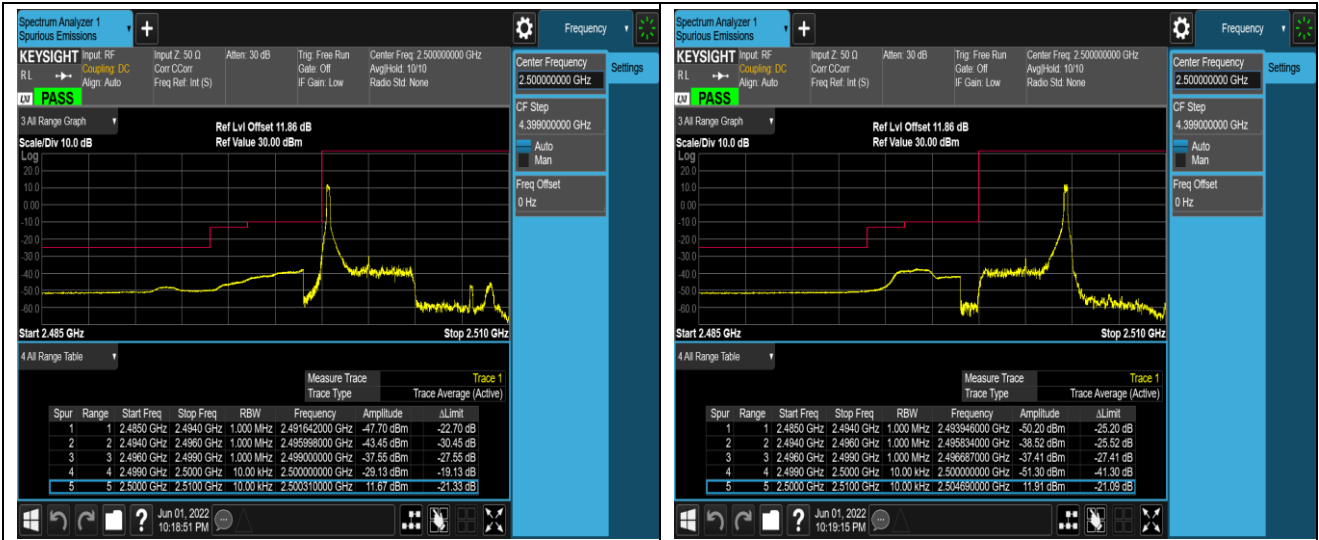 Spectrum Analyzer 1
Spurious Emissions
+
Frequency
KEYSIGHT Input: RF Input Z: 50 Ω Atten: 30 dB Trig: Free Run Center Freq: 2.500000000 GHz
RL Coupling: DC Corr CCorr Gate: Off Avg|Hold: 10/10
Align: Auto Freq Ref: Int (S) IF Gain: Low Radio Std: None
PASS
Center Frequency
2.500000000 GHz
Settings
CF Step
4.399000000 GHz
Auto
Man
Freq Offset
0 Hz
3 All Range Graph
Ref Lvl Offset 11.86 dB
Scale/Div 10.0 dB Ref Value 30.00 dBm
Log
20.0
10.0
0.00
-10.0
-20.0
-30.0
-40.0
-50.0
-60.0
Start 2.485 GHz Stop 2.510 GHz
4 All Range Table
Measure Trace Trace 1
Trace Type Trace Average (Active)
Spur Range Start Freq Stop Freq RBW Frequency Amplitude ΔLimit
1 1 2.4850 GHz 2.4940 GHz 1.000 MHz 2.491642000 GHz -47.70 dBm -22.70 dB
2 2 2.4940 GHz 2.4960 GHz 1.000 MHz 2.495998000 GHz -43.45 dBm -30.45 dB
3 3 2.4960 GHz 2.4990 GHz 1.000 MHz 2.499000000 GHz -37.55 dBm -27.55 dB
4 4 2.4990 GHz 2.5000 GHz 10.00 kHz 2.500000000 GHz -29.13 dBm -19.13 dB
5 5 2.5000 GHz 2.5100 GHz 10.00 kHz 2.500310000 GHz 11.67 dBm -21.33 dB
?
Jun 01, 2022
10:18:51 PM
Spectrum Analyzer 1
Spurious Emissions
+
Frequency
KEYSIGHT Input: RF Input Z: 50 Ω Atten: 30 dB Trig: Free Run Center Freq: 2.500000000 GHz
RL Coupling: DC Corr CCorr Gate: Off Avg|Hold: 10/10
Align: Auto Freq Ref: Int (S) IF Gain: Low Radio Std: None
PASS
Center Frequency
2.500000000 GHz
Settings
CF Step
4.399000000 GHz
Auto
Man
Freq Offset
0 Hz
3 All Range Graph
Ref Lvl Offset 11.86 dB
Scale/Div 10.0 dB Ref Value 30.00 dBm
Log
20.0
10.0
0.00
-10.0
-20.0
-30.0
-40.0
-50.0
-60.0
Start 2.485 GHz Stop 2.510 GHz
4 All Range Table
Measure Trace Trace 1
Trace Type Trace Average (Active)
Spur Range Start Freq Stop Freq RBW Frequency Amplitude ΔLimit
1 1 2.4850 GHz 2.4940 GHz 1.000 MHz 2.493946000 GHz -50.20 dBm -25.20 dB
2 2 2.4940 GHz 2.4960 GHz 1.000 MHz 2.495834000 GHz -38.52 dBm -25.52 dB
3 3 2.4960 GHz 2.4990 GHz 1.000 MHz 2.496687000 GHz -37.41 dBm -27.41 dB
4 4 2.4990 GHz 2.5000 GHz 10.00 kHz 2.500000000 GHz -51.30 dBm -41.30 dB
5 5 2.5000 GHz 2.5100 GHz 10.00 kHz 2.504690000 GHz 11.91 dBm -21.09 dB
?
Jun 01, 2022
10:19:15 PM